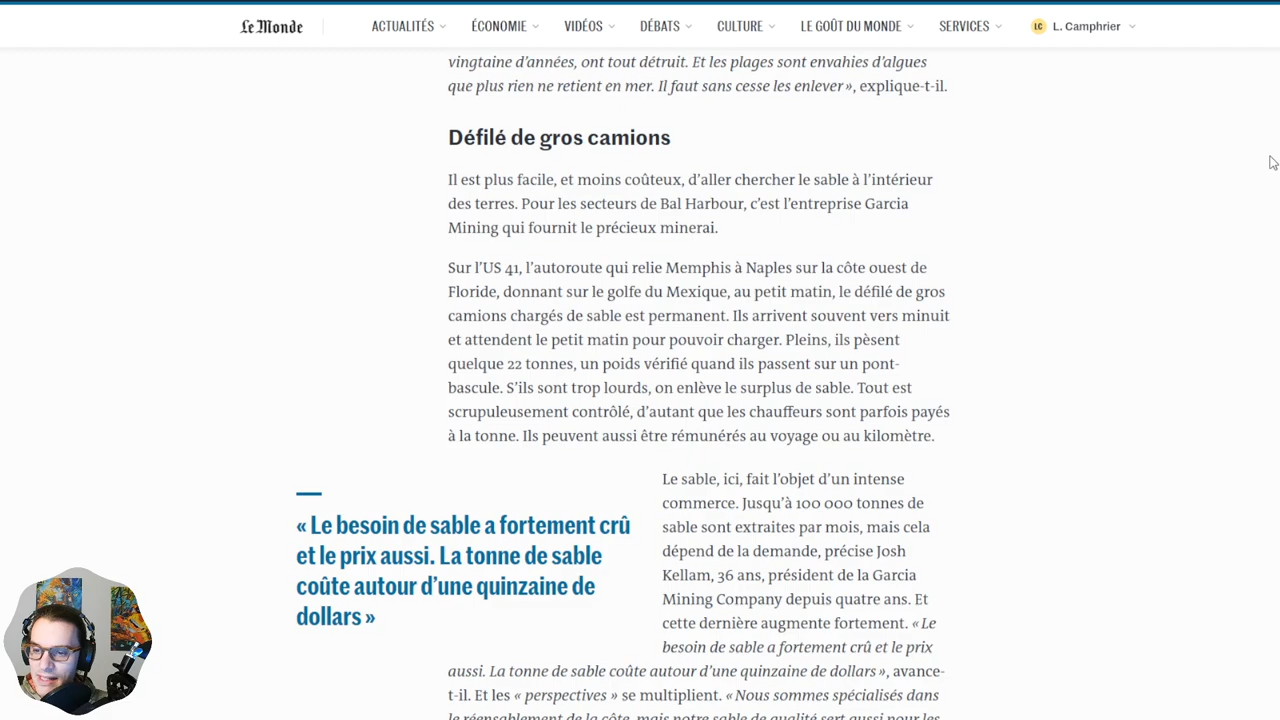 Le Monde
ACTUALITÉS
ÉCONOMIE
VIDÉOS
DÉBATS
CULTURE
LE GOÛT DU MONDE
SERVICES
LC
L. Camphrier
vingtaine d’années, ont tout détruit. Et les plages sont envahies d’algues
que plus rien ne retient en mer. Il faut sans cesse les enlever », explique-t-il.
Défilé de gros camions
Il est plus facile, et moins coûteux, d’aller chercher le sable à l’intérieur
des terres. Pour les secteurs de Bal Harbour, c’est l’entreprise Garcia
Mining qui fournit le précieux minerai.
Sur l’US 41, l’autoroute qui relie Memphis à Naples sur la côte ouest de
Floride, donnant sur le golfe du Mexique, au petit matin, le défilé de gros
camions chargés de sable est permanent. Ils arrivent souvent vers minuit
et attendent le petit matin pour pouvoir charger. Pleins, ils pèsent
quelque 22 tonnes, un poids vérifié quand ils passent sur un pont-
bascule. S’ils sont trop lourds, on enlève le surplus de sable. Tout est
scrupuleusement contrôlé, d’autant que les chauffeurs sont parfois payés
à la tonne. Ils peuvent aussi être rémunérés au voyage ou au kilomètre.
« Le besoin de sable a fortement crû
et le prix aussi. La tonne de sable
coûte autour d’une quinzaine de
dollars »
Le sable, ici, fait l’objet d’un intense
commerce. Jusqu’à 100 000 tonnes de
sable sont extraites par mois, mais cela
dépend de la demande, précise Josh
Kellam, 36 ans, président de la Garcia
Mining Company depuis quatre ans. Et
cette dernière augmente fortement. « Le
besoin de sable a fortement crû et le prix
aussi. La tonne de sable coûte autour d’une quinzaine de dollars », avance-
t-il. Et les « perspectives » se multiplient. « Nous sommes spécialisés dans
le réensablement de la côte, mais notre sable de qualité sert aussi pour les